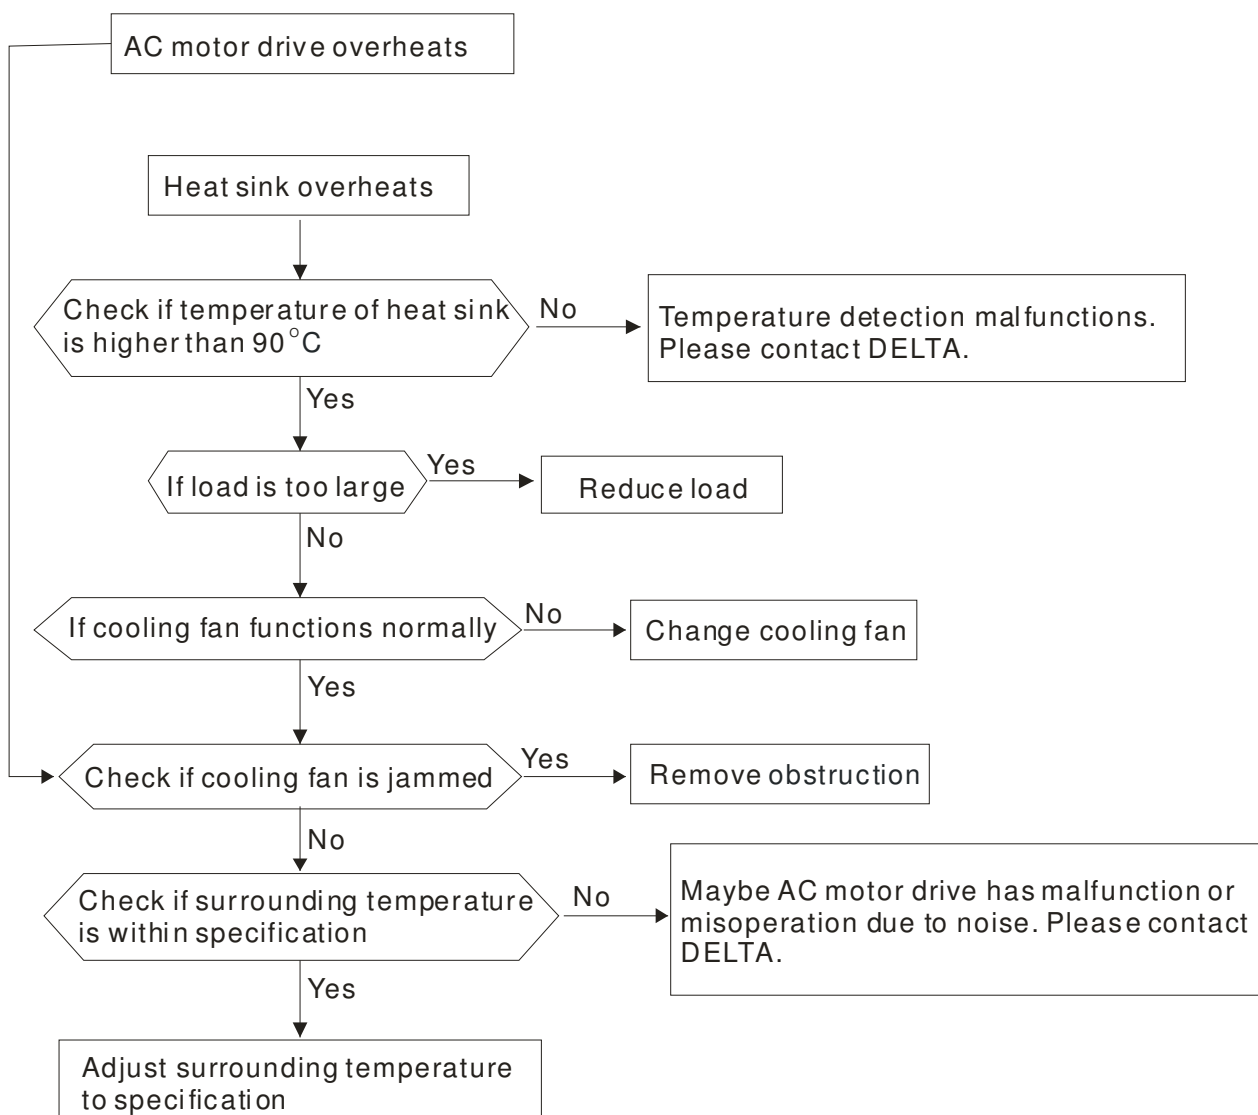 AC motor drive overheats
Heat sink overheats
Check if temperature of heat sink
is higher than 90°C
No
Temperature detection malfunctions.
Please contact DELTA.
Yes
If load is too large
Yes
Reduce load
No
If cooling fan functions normally
No
Change cooling fan
Yes
Check if cooling fan is jammed
Yes
Remove obstruction
No
Check if surrounding temperature
is within specification
No
Maybe AC motor drive has malfunction or
misoperation due to noise. Please contact
DELTA.
Yes
Adjust surrounding temperature
to specification